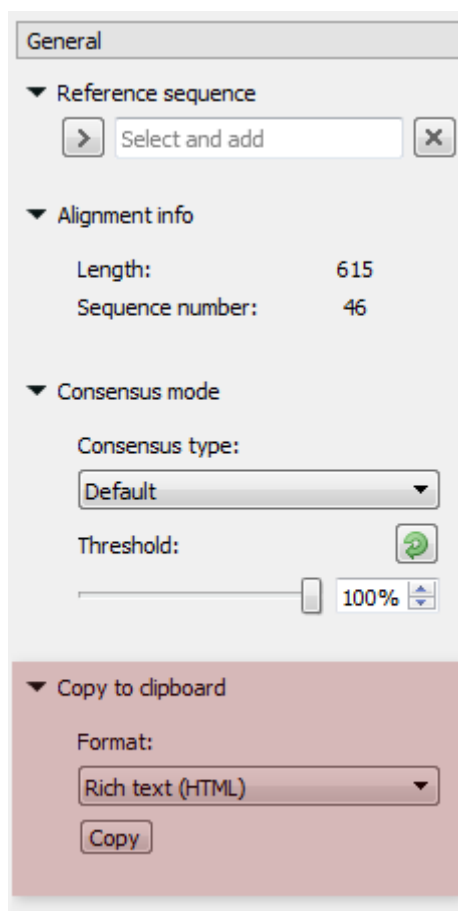 General
Reference sequence
Select and add
Alignment info
Length: 615
Sequence number: 46
Consensus mode
Consensus type:
Default
Threshold:
100%
Copy to clipboard
Format:
Rich text (HTML)
Copy